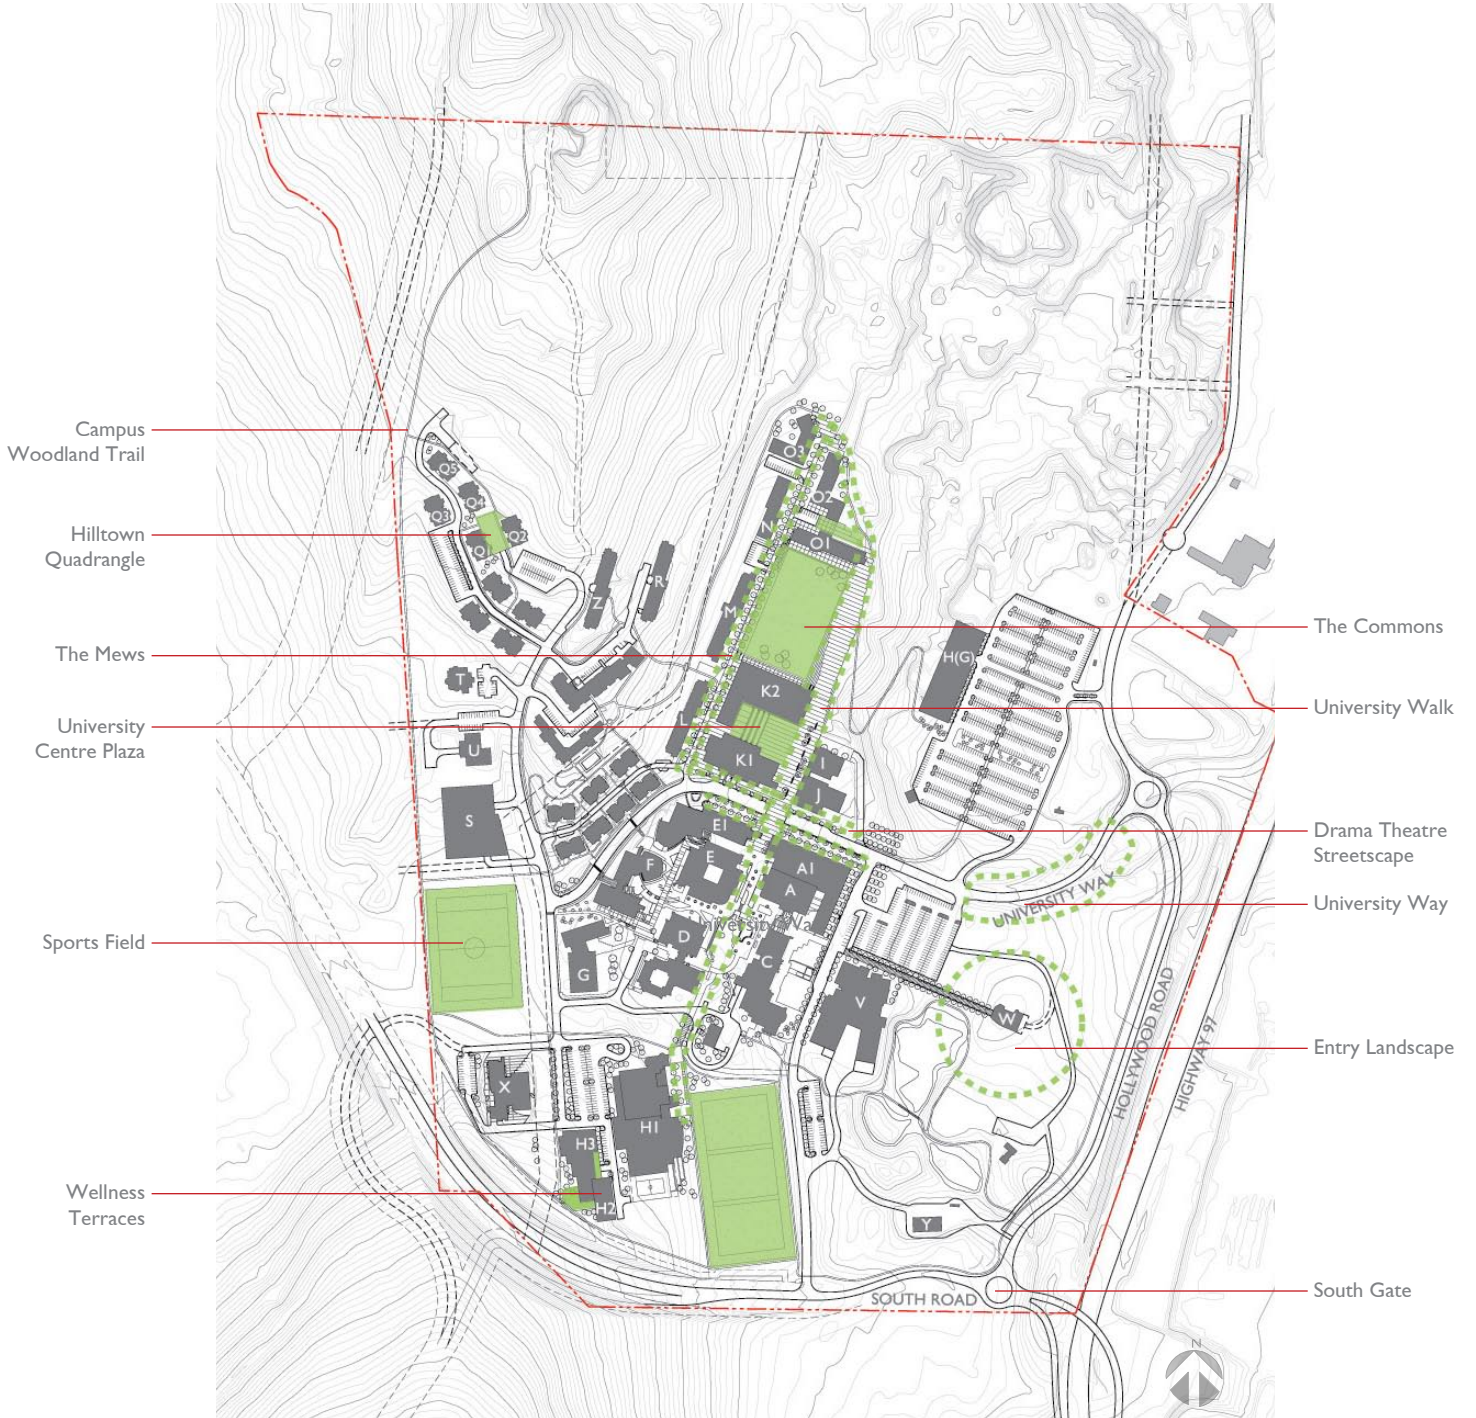 Campus
Woodland Trail
Hilltown
Quadrangle
The Mews
University
Centre Plaza
Sports Field
Wellness
Terraces
Q5
Q4
Q3
Q2
Q1
Z
R
T
U
S
O3
O2
N
O1
M
H(G)
K2
L
K1
I
J
E1
F
E
A1
A
D
G
C
V
W
X
H1
H3
H2
Y
UNIVERSITY WAY
HOLLYWOOD ROAD
HIGHWAY 97
SOUTH ROAD
The Commons
University Walk
Drama Theatre
Streetscape
University Way
Entry Landscape
South Gate
N